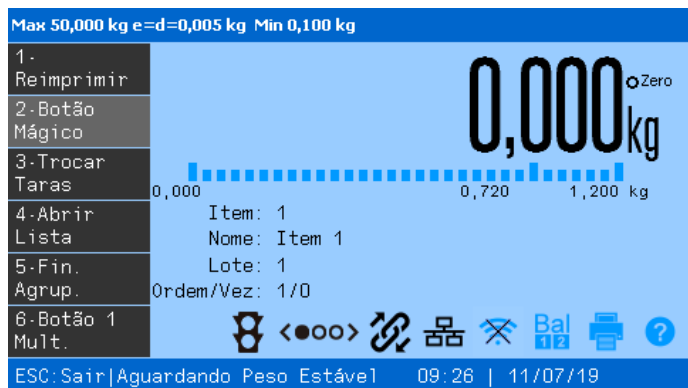 Max 50,000 kg e=d=0,005 kg Min 0,100 kg
1-
Reimprimir
2-Botão
Mágico
3-Trocar
Taras
4-Abrir
Lista
5-Fin.
Agrup.
6-Botão 1
Mult.
0,000 kg
Zero
0,000 0,720 1,200 kg
Item: 1
Nome: Item 1
Lote: 1
Ordem/Vez: 1/0
Bal
1 2
?
ESC:Sair|Aguardando Peso Estável 09:26 | 11/07/19